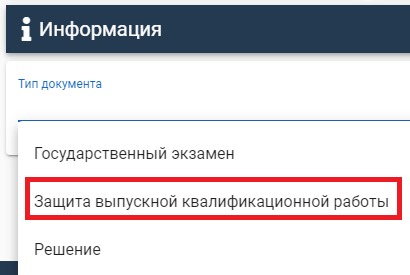 Информация
Тип документа
Государственный экзамен
Защита выпускной квалификационной работы
Решение